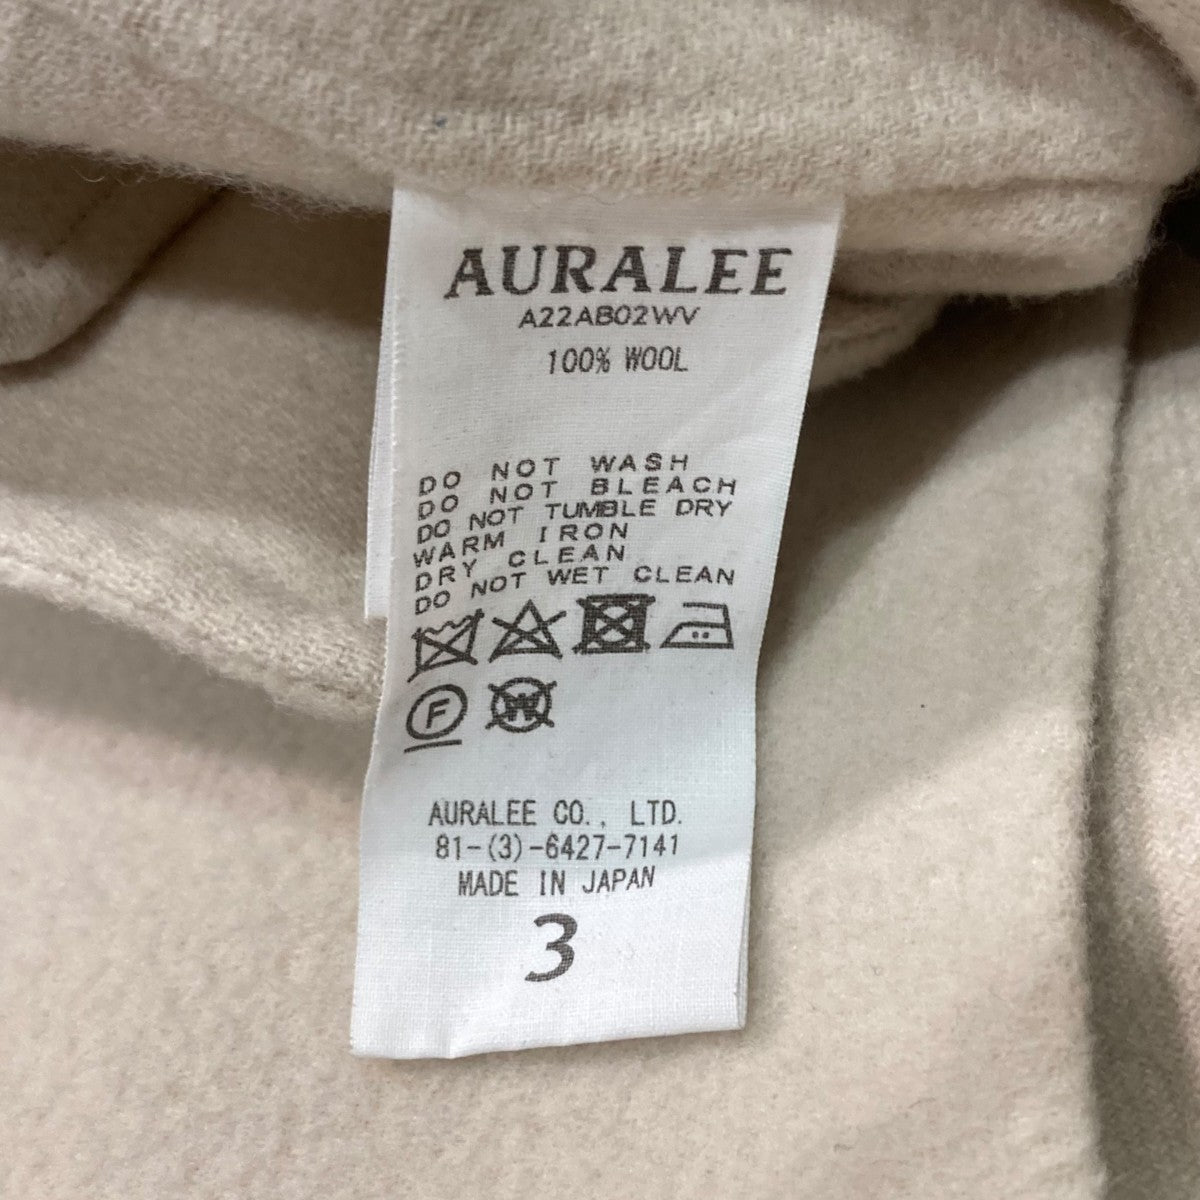 AURALEE
A22AB02WV
100% WOOL
DO NOT WASH
DO NOT BLEACH
DO NOT TUMBLE DRY
WARM IRON
DRY CLEAN
DO NOT WET CLEAN
F W
AURALEE CO., LTD.
81-(3)-6427-7141
MADE IN JAPAN
3